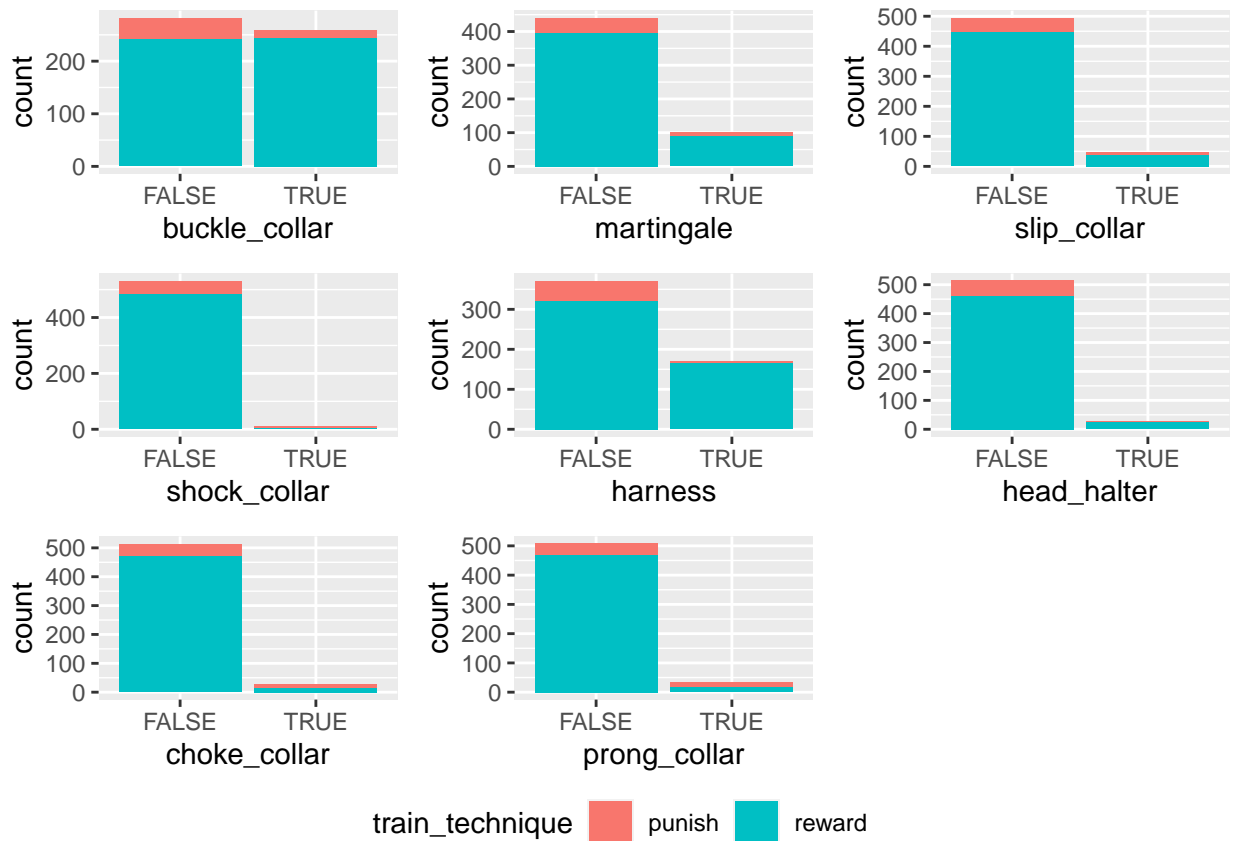 count
200
100
0
FALSE TRUE
buckle_collar
count
400
300
200
100
0
FALSE TRUE
martingale
count
500
400
300
200
100
0
FALSE TRUE
slip_collar
count
400
200
0
FALSE TRUE
shock_collar
count
300
200
100
0
FALSE TRUE
harness
count
500
400
300
200
100
0
FALSE TRUE
head_halter
count
500
400
300
200
100
0
FALSE TRUE
choke_collar
count
500
400
300
200
100
0
FALSE TRUE
prong_collar
train_technique punish reward